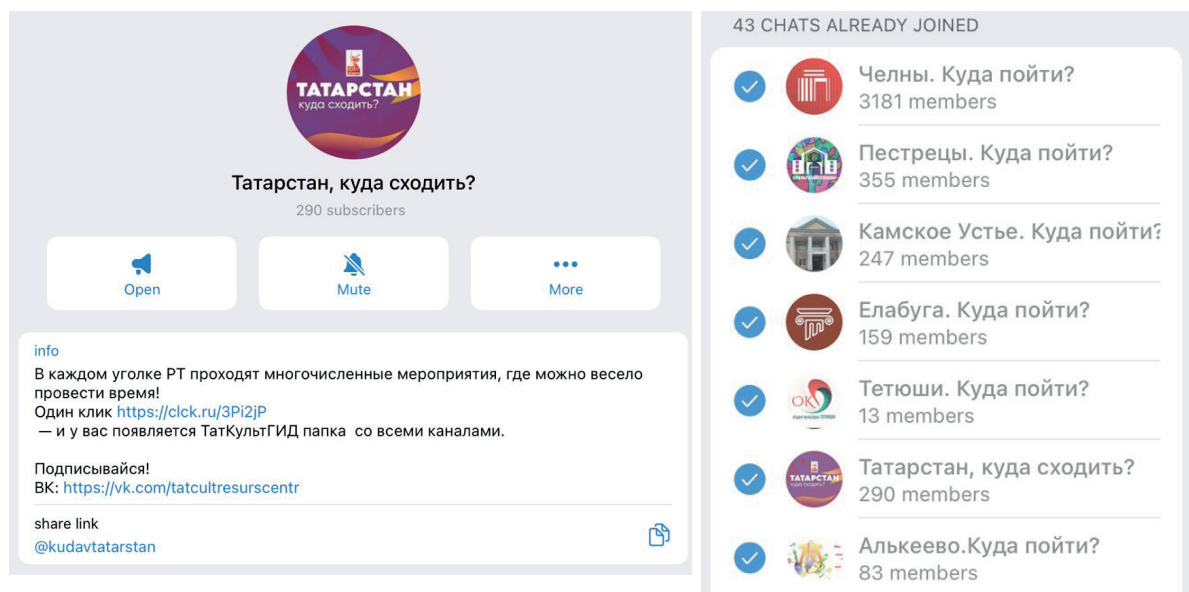 ТАТАРСТАН
куда сходить?
Татарстан, куда сходить?
290 subscribers
Open
Mute
More
info
В каждом уголке РТ проходят многочисленные мероприятия, где можно весело
провести время!
Один клик https://clck.ru/3Pi2jP
— и у вас появляется ТатКультГИД папка со всеми каналами.
Подписывайся!
ВК: https://vk.com/tatcultresurscentr
share link
@kudavtatarstan
43 CHATS ALREADY JOINED
Челны. Куда пойти?
3181 members
Пестрецы. Куда пойти?
355 members
Камское Устье. Куда пойти?
247 members
Елабуга. Куда пойти?
159 members
ОК
Тетюши. Куда пойти?
13 members
ТАТАРСТАН
куда сходить?
Татарстан, куда сходить?
290 members
Алькеево.Куда пойти?
83 members